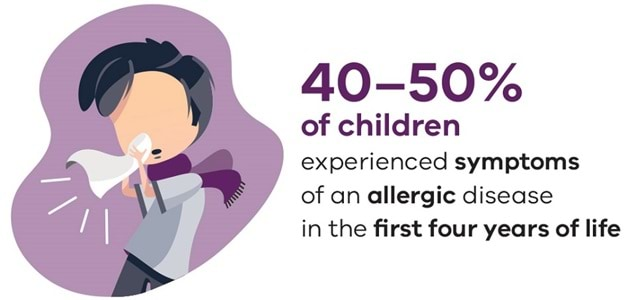 40–50%
of children
experienced symptoms
of an allergic disease
in the first four years of life